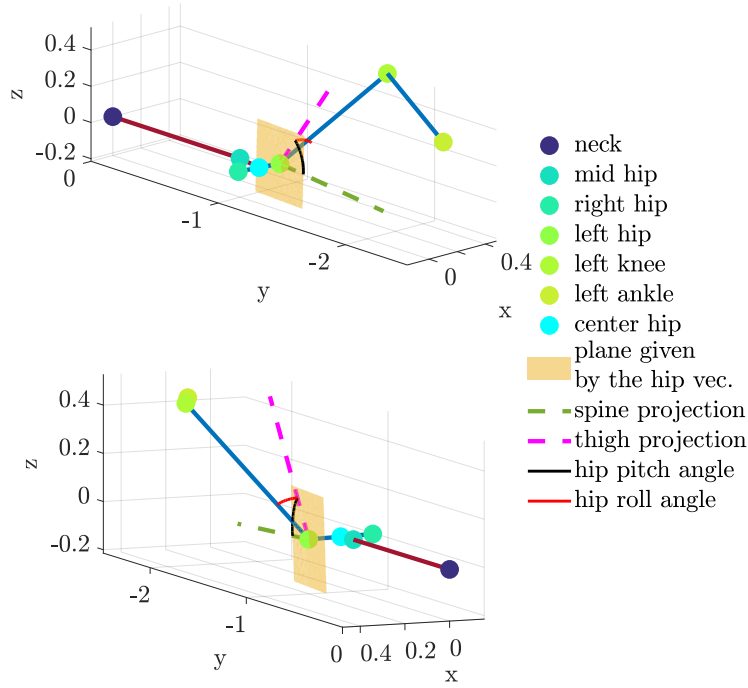 0.4
0.2
0
-0.2
z
0
-1
-2
y
0
0.4
x
neck
mid hip
right hip
left hip
left knee
left ankle
center hip
plane given
by the hip vec.
spine projection
thigh projection
hip pitch angle
hip roll angle
0.4
0.2
0
-0.2
z
-2
-1
0
y
0.4
0.2
0
x